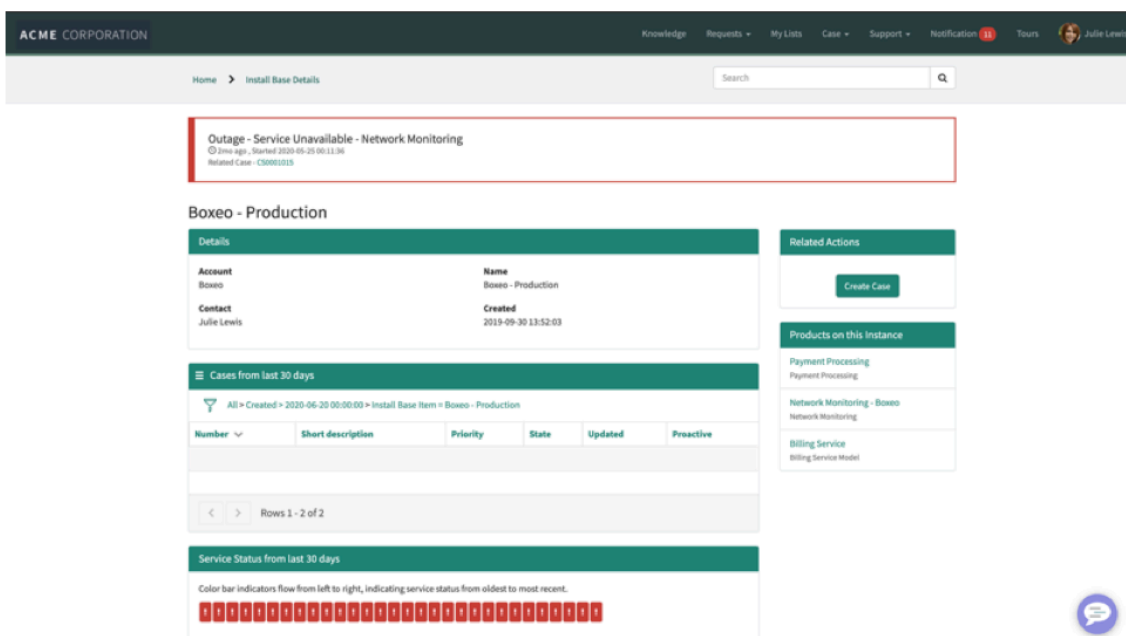 ACME CORPORATION
Knowledge Requests My Lists Case Support Notification 11 Tours Julie Lewis
Home > Install Base Details
Search
Outage - Service Unavailable - Network Monitoring
2mo ago , Started 2020-05-25 00:11:36
Related Case - CS0001015
Boxeo - Production
Details
Account
Boxeo
Name
Boxeo - Production
Contact
Julie Lewis
Created
2019-09-30 13:52:03
Related Actions
Create Case
Products on this Instance
Payment Processing
Payment Processing
Network Monitoring - Boxeo
Network Monitoring
Billing Service
Billing Service Model
Cases from last 30 days
All > Created > 2020-06-20 00:00:00 > Install Base Item = Boxeo - Production
Number Short description Priority State Updated Proactive
< > Rows 1 - 2 of 2
Service Status from last 30 days
Color bar indicators flow from left to right, indicating service status from oldest to most recent.